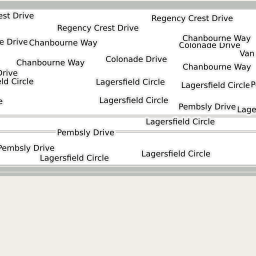 est Drive
Regency Crest Drive
Regency Crest Drive
e Drive
Chanbourne Way
Chanbourne Way
Colonade Drive
Van
Chanbourne Way
Colonade Drive
Chanbourne Way
Drive
eld Circle
Lagersfield Circle
Lagersfield Circle
P
e
Lagersfield Circle
Pembsly Drive
Lage
Lagersfield Circle
Pembsly Drive
Pembsly Drive
Lagersfield Circle
Lagersfield Circle